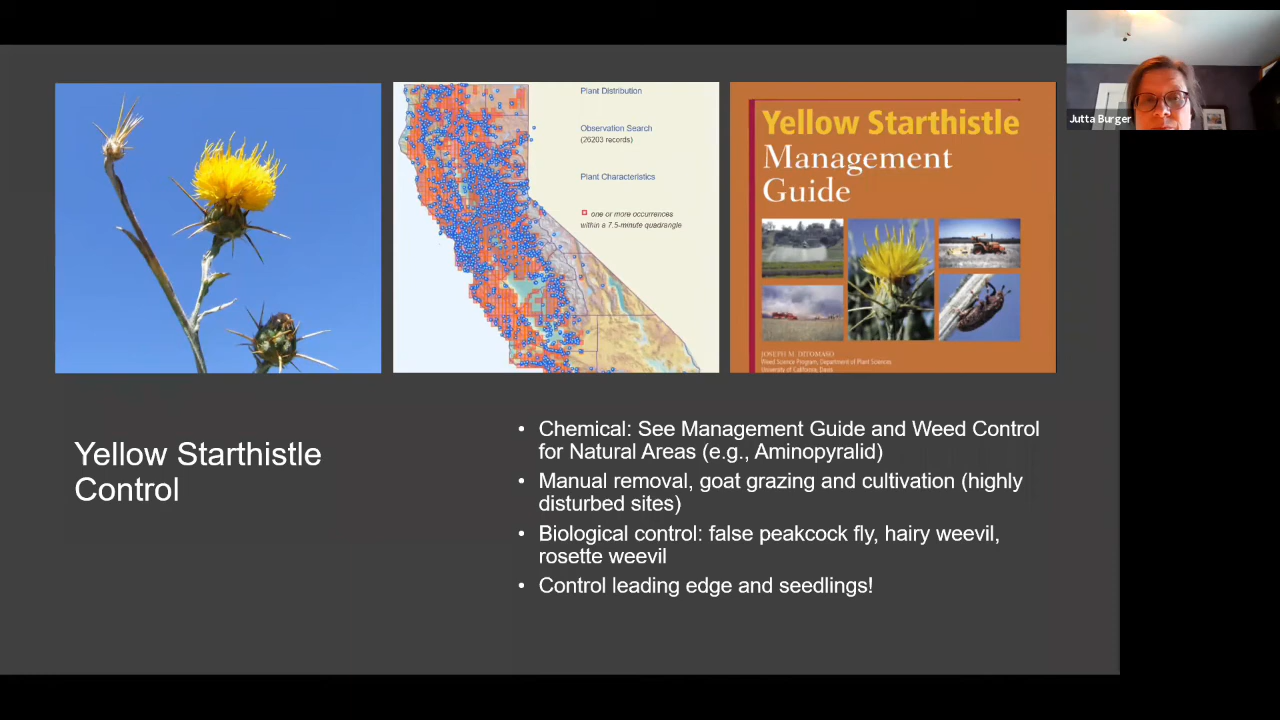 Jutta Burger
Plant Distribution
Observation Search
(26203 records)
Plant Characteristics
one or more occurrences
within a 7.5-minute quadrangle
Yellow Starthistle
Management
Guide
JOSEPH M. DITOMASO
Weed Science Program, Department of Plant Sciences
University of California, Davis
Yellow Starthistle
Control
• Chemical: See Management Guide and Weed Control
for Natural Areas (e.g., Aminopyralid)
• Manual removal, goat grazing and cultivation (highly
disturbed sites)
• Biological control: false peakcock fly, hairy weevil,
rosette weevil
• Control leading edge and seedlings!